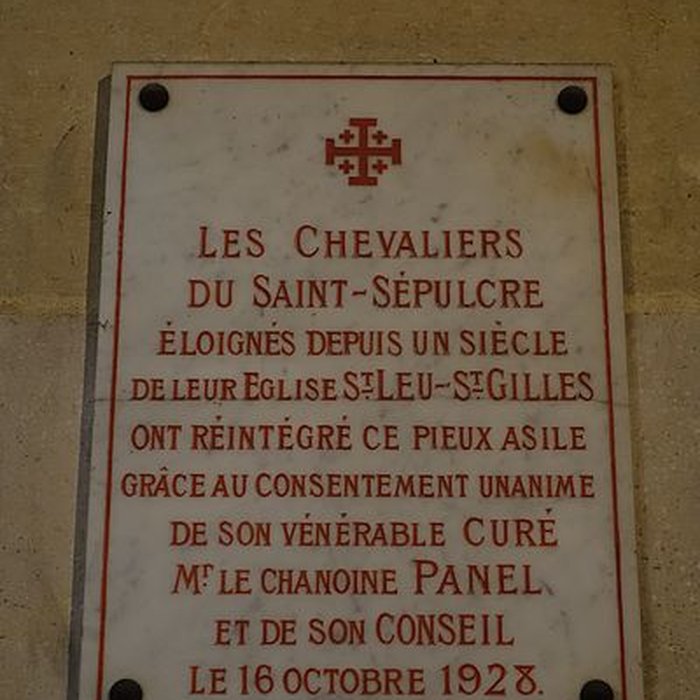 LES CHEVALIERS
DU SAINT-SÉPULCRE
ÉLOIGNÉS DEPUIS UN SIÈCLE
DE LEUR EGLISE ST LEU-ST GILLES
ONT RÉINTÉGRÉ CE PIEUX ASILE
GRÂCE AU CONSENTEMENT UNANIME
DE SON VÉNÉRABLE CURÉ
Mr LE CHANOINE PANEL
ET DE SON CONSEIL
LE 16 OCTOBRE 1928.